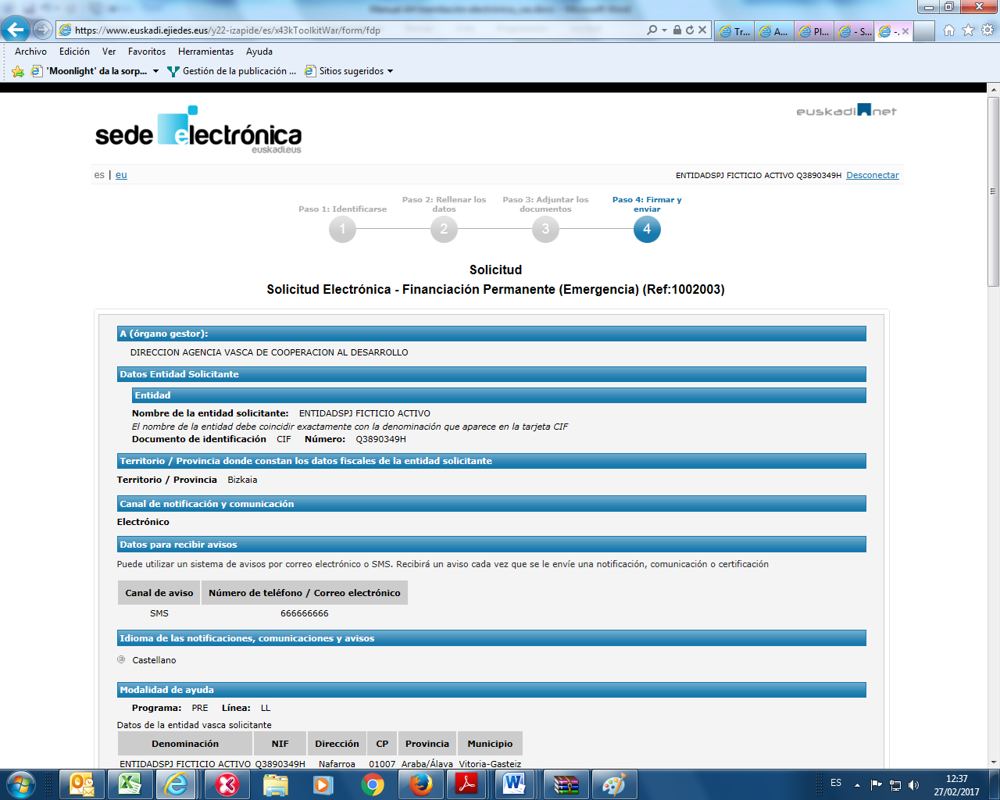 https://www.euskadi.ejiedes.eus/y22-izapide/es/x43kToolkitWar/form/fdp
Tr...
A...
Pl...
- S...
-.
Archivo Edición Ver Favoritos Herramientas Ayuda
'Moonlight' da la sorp... Gestión de la publicación ... Sitios sugeridos
sede electrónica
euskadi.eus
euskadi net
es | eu
ENTIDADSPJ FICTICIO ACTIVO Q3890349H Desconectar
Paso 1: Identificarse
Paso 2: Rellenar los datos
Paso 3: Adjuntar los documentos
Paso 4: Firmar y enviar
1 2 3 4
Solicitud
Solicitud Electrónica - Financiación Permanente (Emergencia) (Ref:1002003)
A (órgano gestor):
DIRECCION AGENCIA VASCA DE COOPERACION AL DESARROLLO
Datos Entidad Solicitante
Entidad
Nombre de la entidad solicitante: ENTIDADSPJ FICTICIO ACTIVO
El nombre de la entidad debe coincidir exactamente con la denominación que aparece en la tarjeta CIF
Documento de identificación CIF Número: Q3890349H
Territorio / Provincia donde constan los datos fiscales de la entidad solicitante
Territorio / Provincia Bizkaia
Canal de notificación y comunicación
Electrónico
Datos para recibir avisos
Puede utilizar un sistema de avisos por correo electrónico o SMS. Recibirá un aviso cada vez que se le envíe una notificación, comunicación o certificación
Canal de aviso Número de teléfono / Correo electrónico
SMS 666666666
Idioma de las notificaciones, comunicaciones y avisos
Castellano
Modalidad de ayuda
Programa: PRE Línea: LL
Datos de la entidad vasca solicitante
Denominación NIF Dirección CP Provincia Municipio
ENTIDADSPJ FICTICIO ACTIVO Q3890349H Nafarroa 01007 Araba/Álava Vitoria-Gasteiz
ES
12:37
27/02/2017